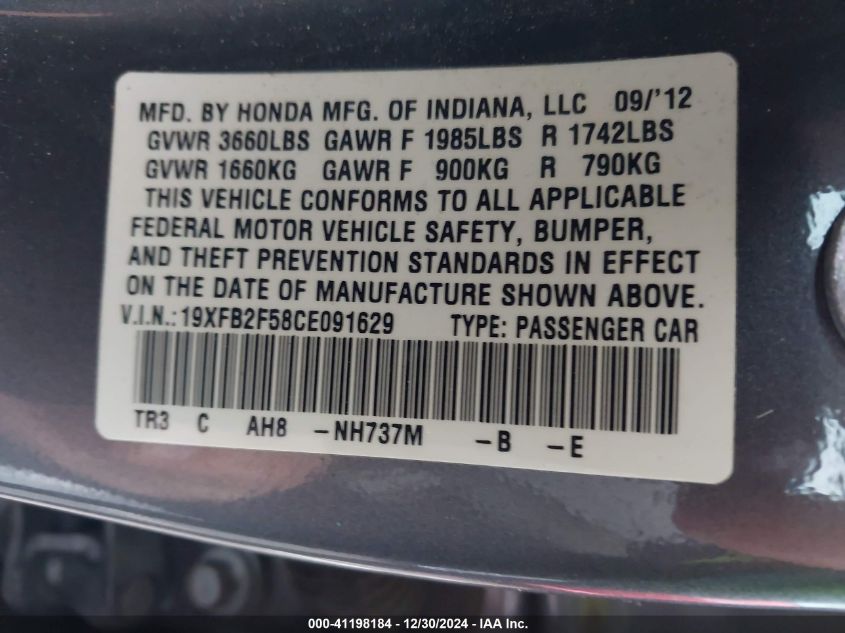 MFD. BY HONDA MFG. OF INDIANA, LLC 09/'12
GVWR 3660LBS GAWR F 1985LBS R 1742LBS
GVWR 1660KG GAWR F 900KG R 790KG
THIS VEHICLE CONFORMS TO ALL APPLICABLE
FEDERAL MOTOR VEHICLE SAFETY, BUMPER,
AND THEFT PREVENTION STANDARDS IN EFFECT
ON THE DATE OF MANUFACTURE SHOWN ABOVE.
V.I.N.:19XFB2F58CE091629 TYPE: PASSENGER CAR
TR3 C AH8 -NH737M -B -E
000-41198184 - 12/30/2024 - IAA Inc.